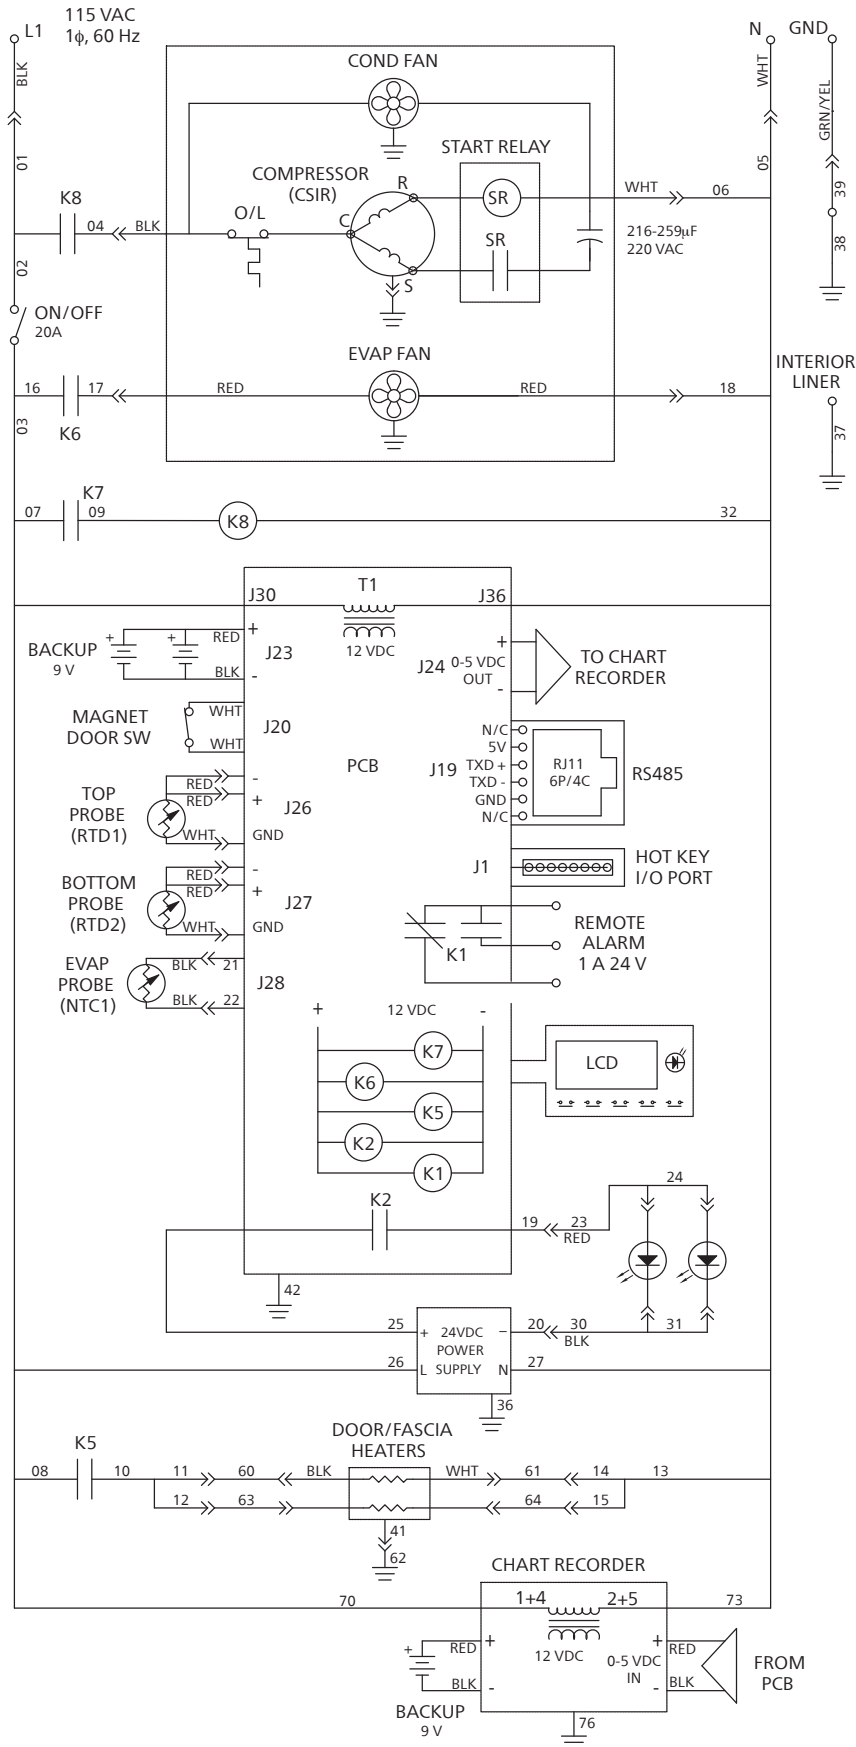 115 VAC
1ϕ, 60 Hz
L1
N
GND
BLK
WHT
GRN/YEL
COND FAN
START RELAY
COMPRESSOR
(CSIR)
01
05
39
R
SR
WHT
06
K8
04
BLK
O/L
C
SR
216-259µF
220 VAC
38
02
S
ON/OFF
20A
EVAP FAN
INTERIOR
LINER
16
17
RED
RED
18
K6
03
37
K7
07
09
K8
32
J30
T1
J36
12 VDC
BACKUP
9 V
+
+
RED
+
BLK
-
J23
J24
0-5 VDC
OUT
+
-
TO CHART
RECORDER
MAGNET
DOOR SW
WHT
WHT
J20
PCB
J19
N/C
5V
TXD +
TXD -
GND
N/C
RJ11
6P/4C
RS485
TOP
PROBE
(RTD1)
RED
RED
WHT
-
+
GND
J26
J1
HOT KEY
I/O PORT
BOTTOM
PROBE
(RTD2)
RED
RED
WHT
-
+
GND
J27
K1
REMOTE
ALARM
1 A 24 V
EVAP
PROBE
(NTC1)
BLK
21
BLK
22
J28
+
12 VDC
-
K7
K6
K5
K2
K1
LCD
K2
19
23
RED
24
42
25
+
24VDC
POWER
SUPPLY
−
20
30
BLK
31
26
L
N
27
36
DOOR/FASCIA
HEATERS
K5
08
10
11
60
BLK
WHT
61
14
13
12
63
64
15
41
62
CHART RECORDER
70
1+4
2+5
73
+
RED
+
12 VDC
0-5 VDC
IN
+
RED
BLK
-
-
BLK
FROM
PCB
BACKUP
9 V
76